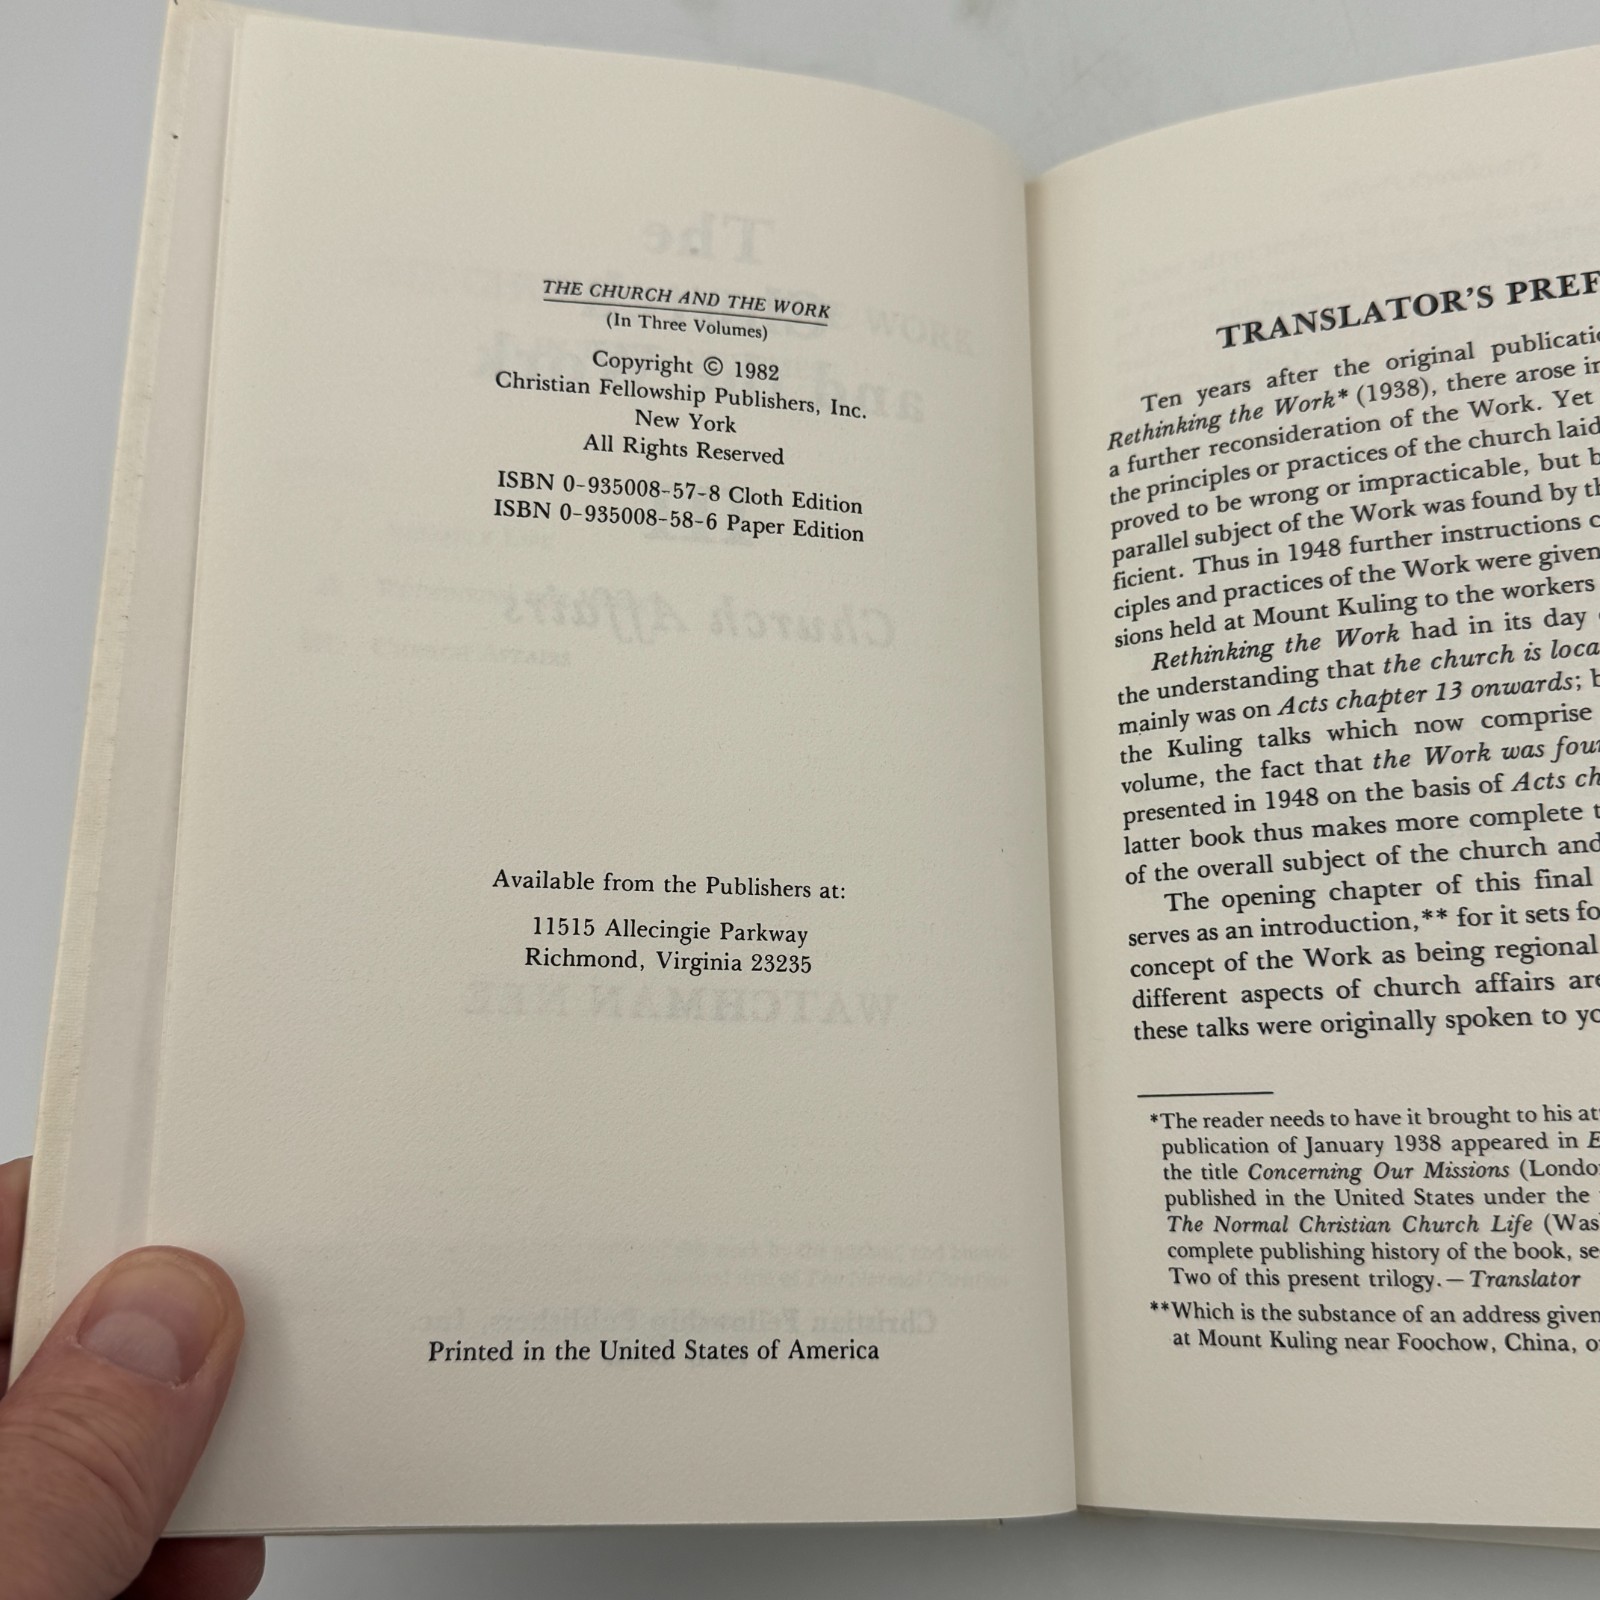 THE CHURCH AND THE WORK
(In Three Volumes)
Copyright © 1982
Christian Fellowship Publishers, Inc.
New York
All Rights Reserved
ISBN 0-935008-57-8 Cloth Edition
ISBN 0-935008-58-6 Paper Edition
Available from the Publishers at:
11515 Allecingie Parkway
Richmond, Virginia 23235
Printed in the United States of America
TRANSLATOR'S PREF
Ten years after the original publicatio
Rethinking the Work* (1938), there arose in
a further reconsideration of the Work. Yet
the principles or practices of the church laid
proved to be wrong or impracticable, but b
parallel subject of the Work was found by th
ficient. Thus in 1948 further instructions c
ciples and practices of the Work were given
sions held at Mount Kuling to the workers
Rethinking the Work had in its day
the understanding that the church is loca
mainly was on Acts chapter 13 onwards; b
the Kuling talks which now comprise
volume, the fact that the Work was four
presented in 1948 on the basis of Acts ch
latter book thus makes more complete t
of the overall subject of the church and
The opening chapter of this final
serves as an introduction,** for it sets fo
concept of the Work as being regional
different aspects of church affairs are
these talks were originally spoken to yo
*The reader needs to have it brought to his at
publication of January 1938 appeared in E
the title Concerning Our Missions (Londo
published in the United States under the
The Normal Christian Church Life (Was
complete publishing history of the book, se
Two of this present trilogy.—Translator
**Which is the substance of an address given
at Mount Kuling near Foochow, China, o